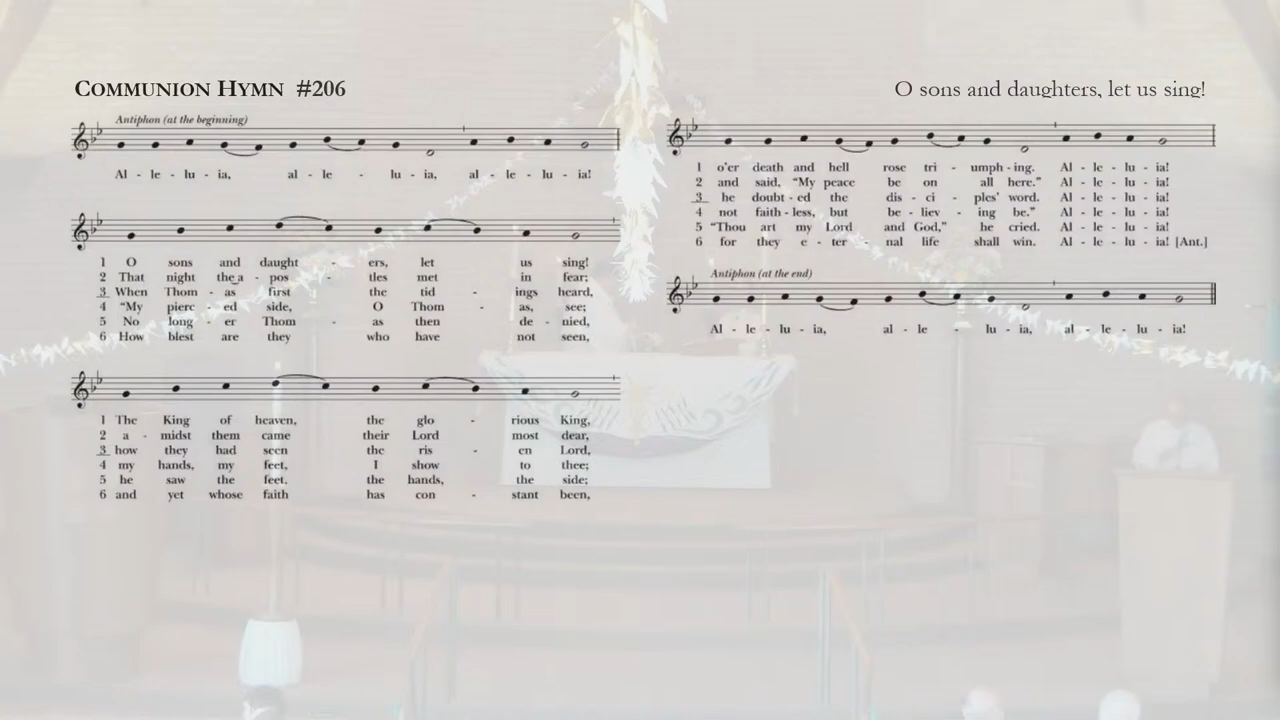 COMMUNION HYMN #206
O sons and daughters, let us sing!
Antiphon (at the beginning)
Al - le - lu - ia, al - le - lu - ia, al - le - lu - ia!
1 O sons and daught - ers, let us sing!
2 That night the a - pos - tles met in fear;
3 When Thom - as first the tid - ings heard,
4 “My pierc - ed side, O Thom - as, see;
5 No long - er Thom - as then de - nied,
6 How blest are they who have not seen,
1 The King of heaven, the glo - rious King,
2 a - midst them came their Lord most dear,
3 how they had seen the ris - en Lord,
4 my hands, my feet, I show to thee;
5 he saw the feet, the hands, the side;
6 and yet whose faith has con - stant been,
1 o'er death and hell rose tri - umph - ing. Al - le - lu - ia!
2 and said, “My peace be on all here.” Al - le - lu - ia!
3 he doubt - ed the dis - ci - ples' word. Al - le - lu - ia!
4 not faith - less, but be - liev - ing be.” Al - le - lu - ia!
5 “Thou art my Lord and God,” he cried. Al - le - lu - ia!
6 for they e - ter - nal life shall win. Al - le - lu - ia! [Ant.]
Antiphon (at the end)
Al - le - lu - ia, al - le - lu - ia, al - le - lu - ia!